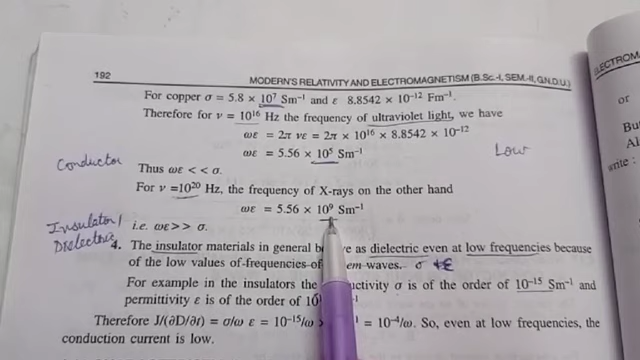 192
MODERN'S RELATIVITY AND ELECTROMAGNETISM (B.Sc.-I, SEM.-II, G.N.D.U.)
For copper σ = 5.8 × 10⁷ Sm⁻¹ and ε 8.8542 × 10⁻¹² Fm⁻¹.
Therefore for ν = 10¹⁶ Hz the frequency of ultraviolet light, we have
ωε = 2π νε = 2π × 10¹⁶ × 8.8542 × 10⁻¹²
ωε = 5.56 × 10⁵ Sm⁻¹
Low
Conductor
Thus ωε << σ.
For ν = 10²⁰ Hz, the frequency of X-rays on the other hand
ωε = 5.56 × 10⁹ Sm⁻¹
Insulator/
i.e. ωε >> σ.
Dielectric
4. The insulator materials in general as dielectric even at low frequencies because
of the low values of-frequencies-of em waves. σ
For example in the insulators the σ is of the order of 10⁻¹⁵ Sm⁻¹ and
permittivity ε is of the order of
Therefore J/(∂D/∂t) = σ/ω ε = 10⁻¹⁵/ω = 10⁻⁴/ω. So, even at low frequencies, the
conduction current is low.
or
Bu
Al